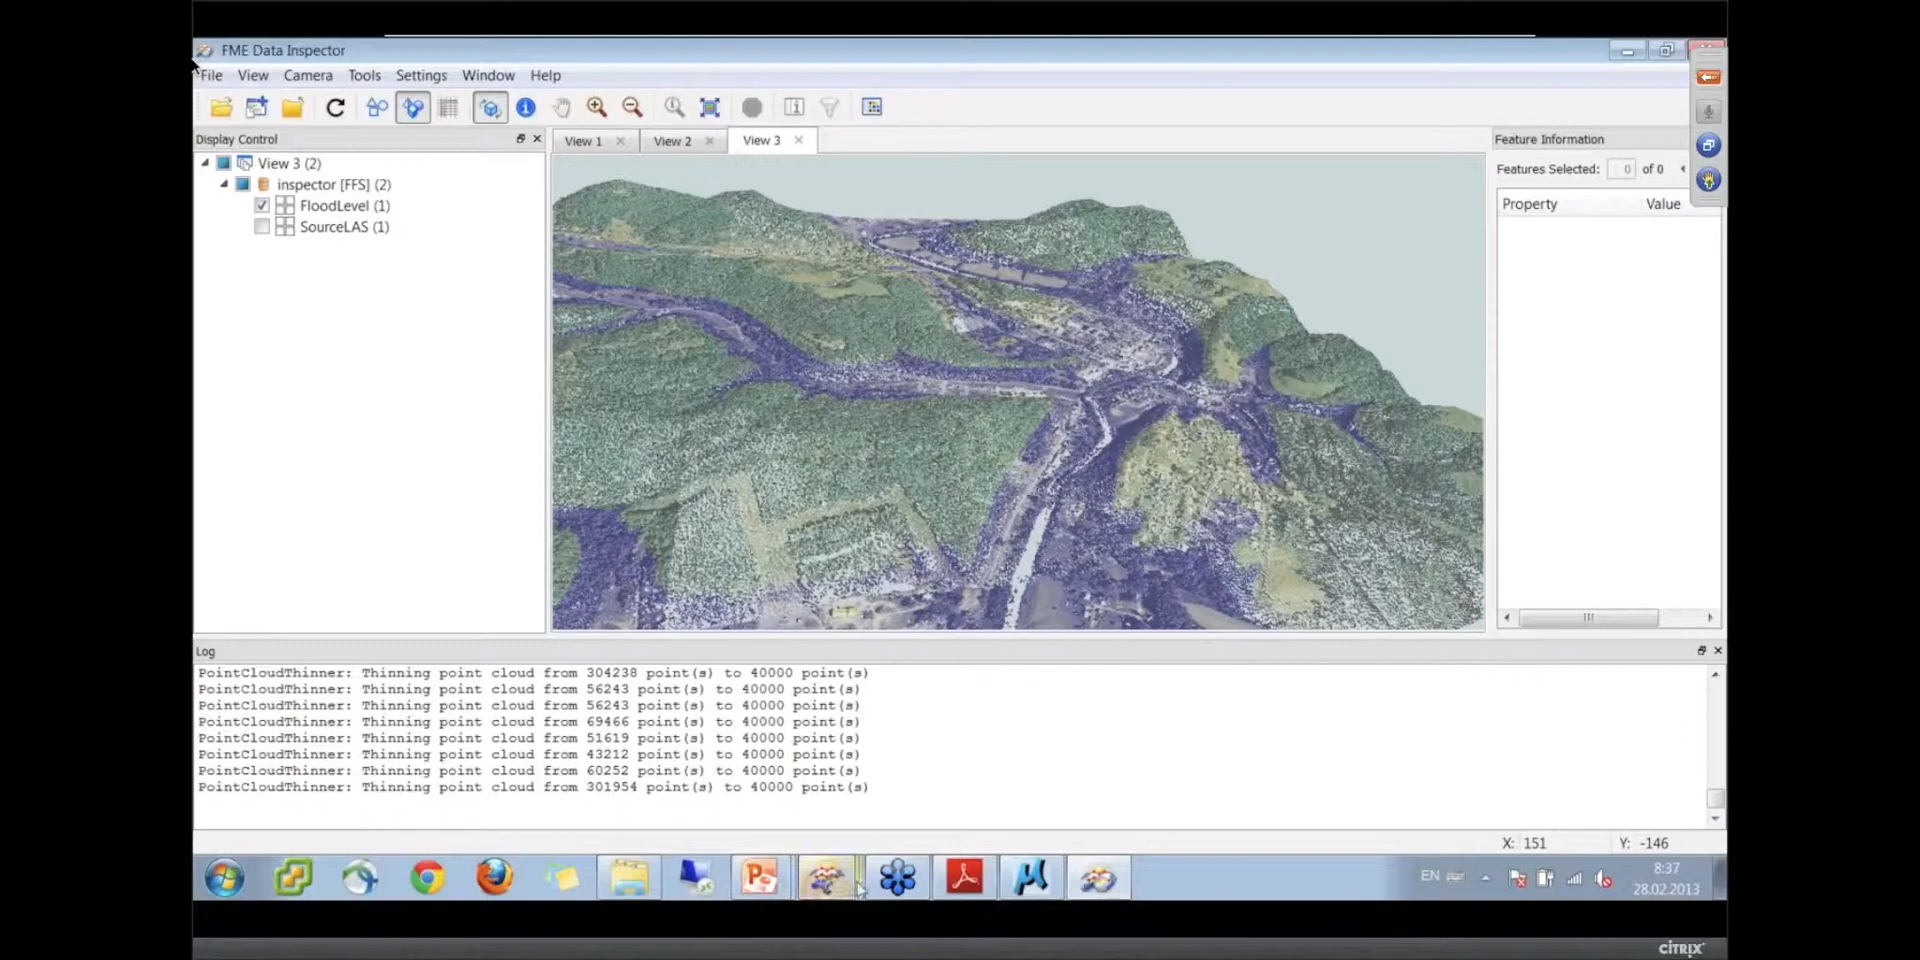 FME Data Inspector
File View Camera Tools Settings Window Help
Display Control
View 1
View 2
View 3
Feature Information
View 3 (2)
inspector [FFS] (2)
FloodLevel (1)
SourceLAS (1)
Features Selected: 0 of 0
Property Value
Log
PointCloudThinner: Thinning point cloud from 304238 point(s) to 40000 point(s)
PointCloudThinner: Thinning point cloud from 56243 point(s) to 40000 point(s)
PointCloudThinner: Thinning point cloud from 56243 point(s) to 40000 point(s)
PointCloudThinner: Thinning point cloud from 69466 point(s) to 40000 point(s)
PointCloudThinner: Thinning point cloud from 51619 point(s) to 40000 point(s)
PointCloudThinner: Thinning point cloud from 43212 point(s) to 40000 point(s)
PointCloudThinner: Thinning point cloud from 60252 point(s) to 40000 point(s)
PointCloudThinner: Thinning point cloud from 301954 point(s) to 40000 point(s)
X: 151 Y: -146
EN
8:37
28.02.2013
CITRIX